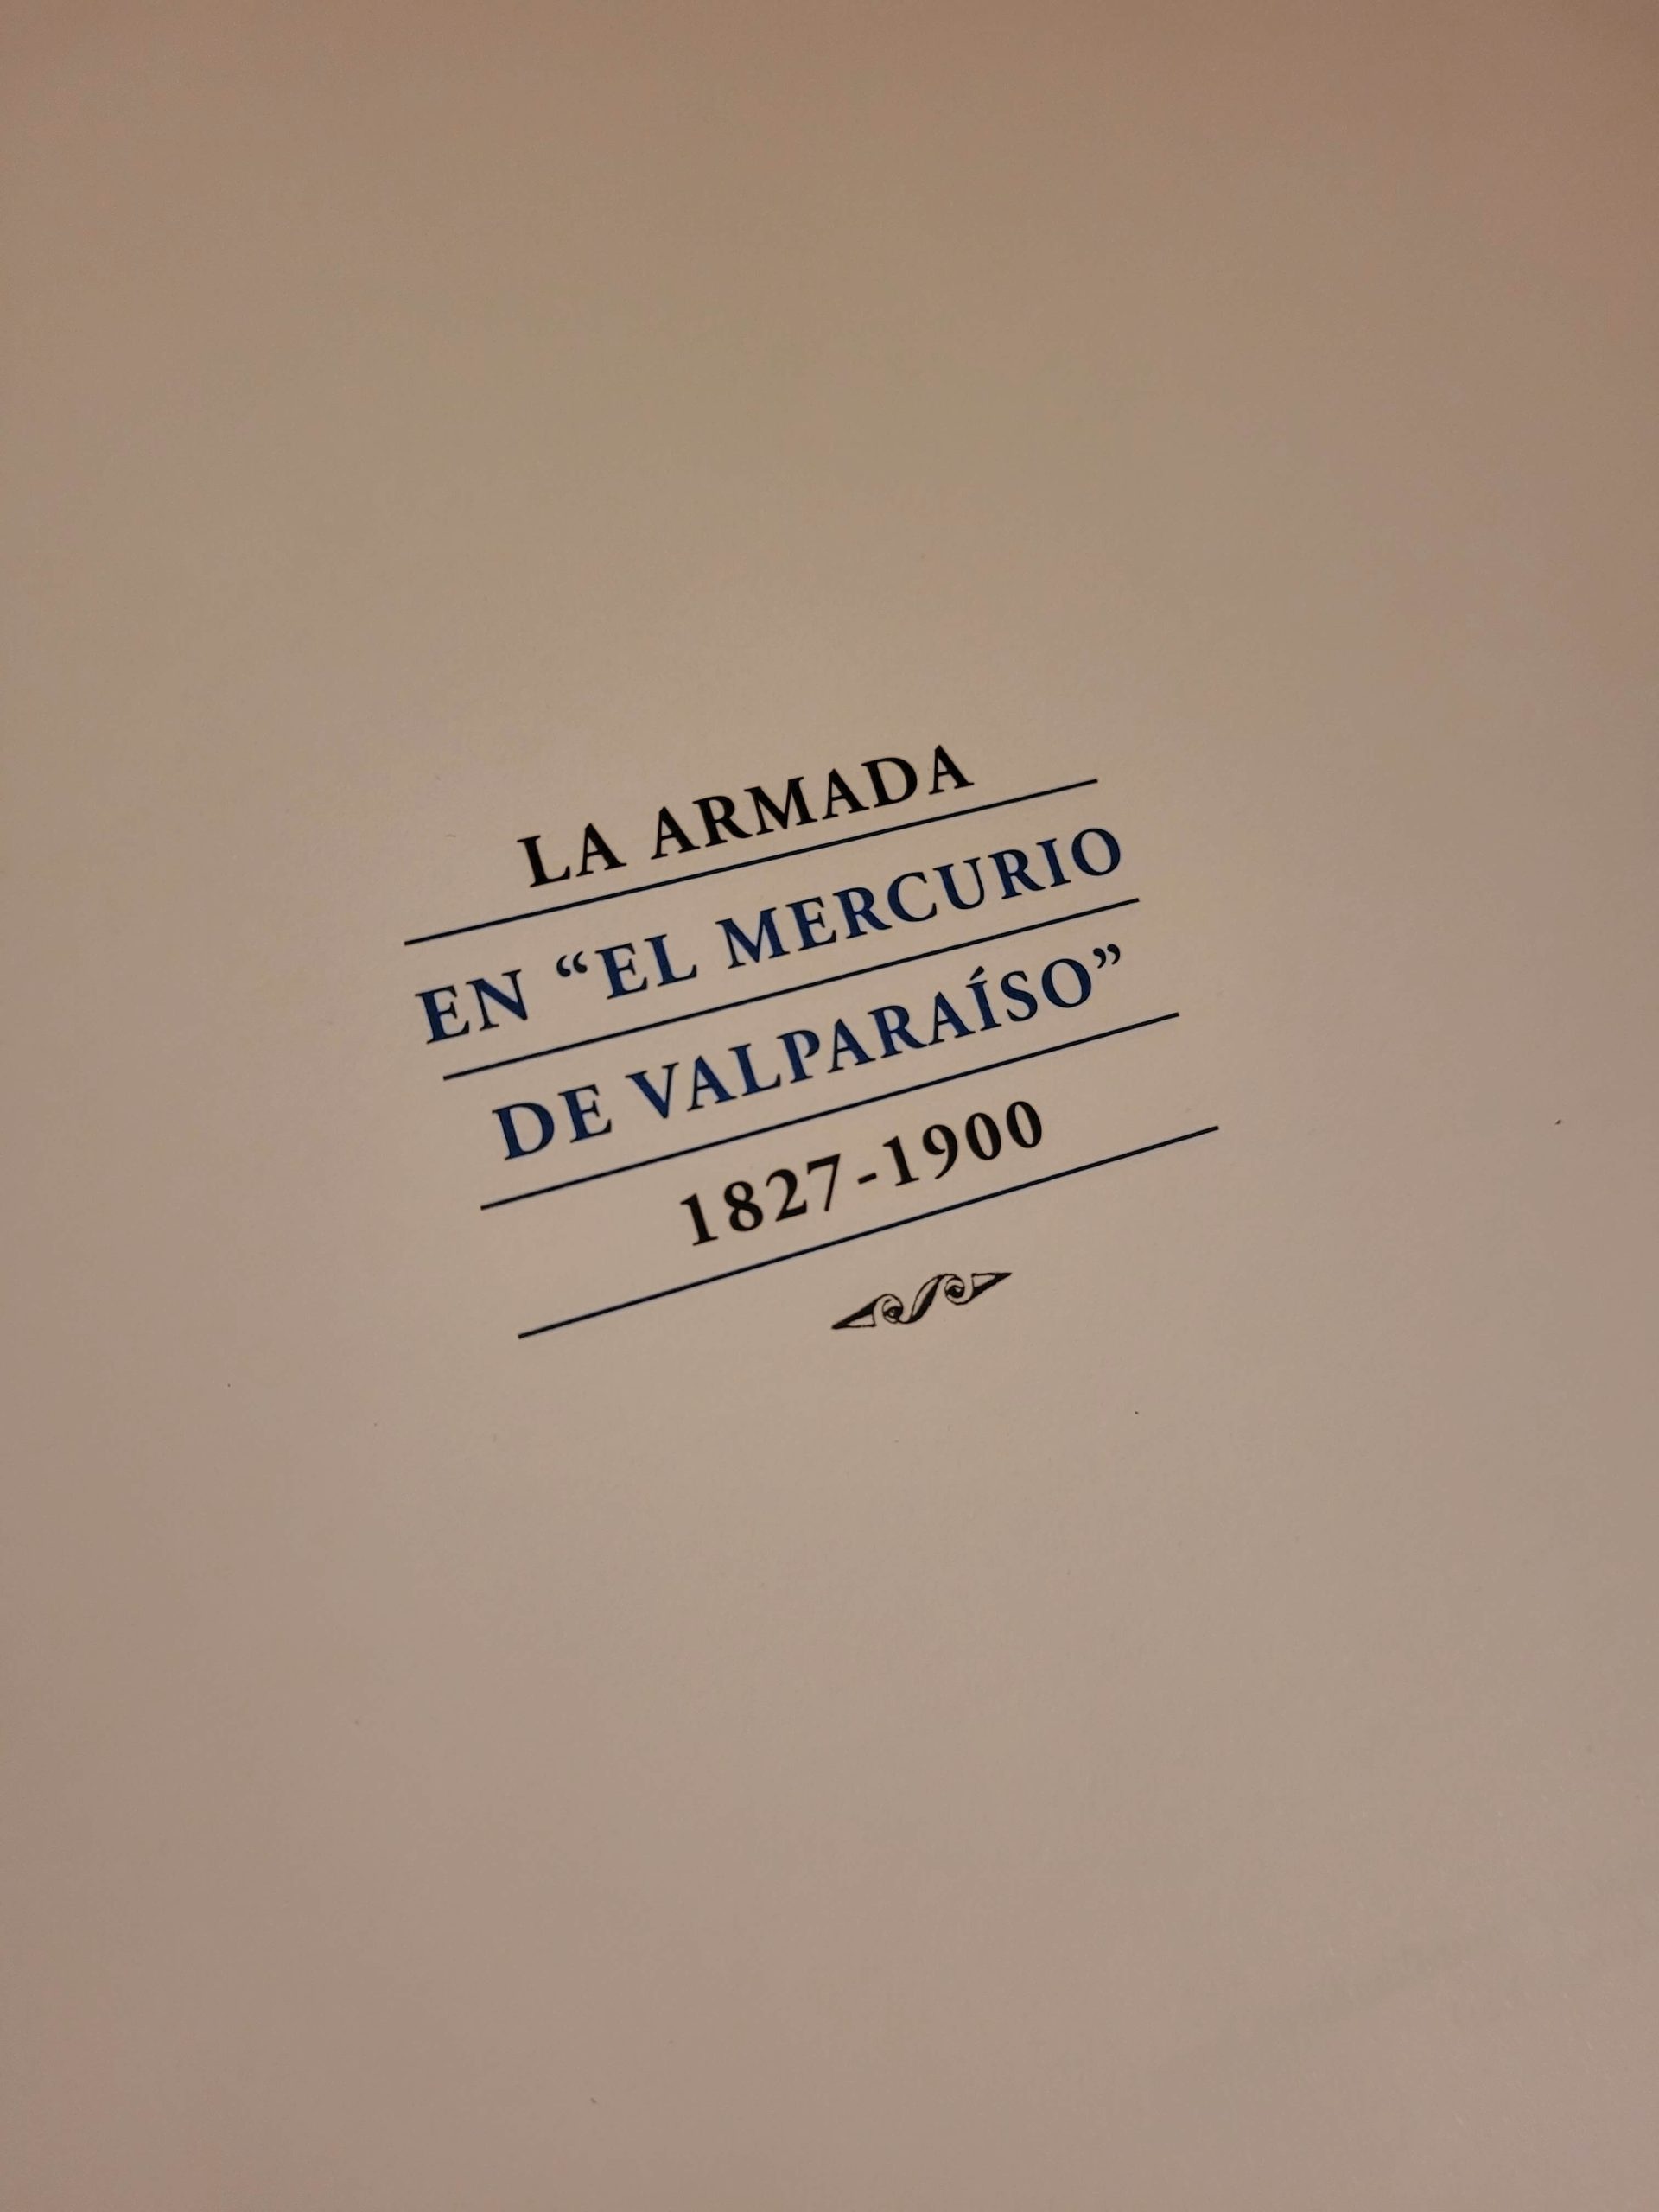 LA ARMADA
EN “EL MERCURIO
DE VALPARAÍSO”
1827-1900